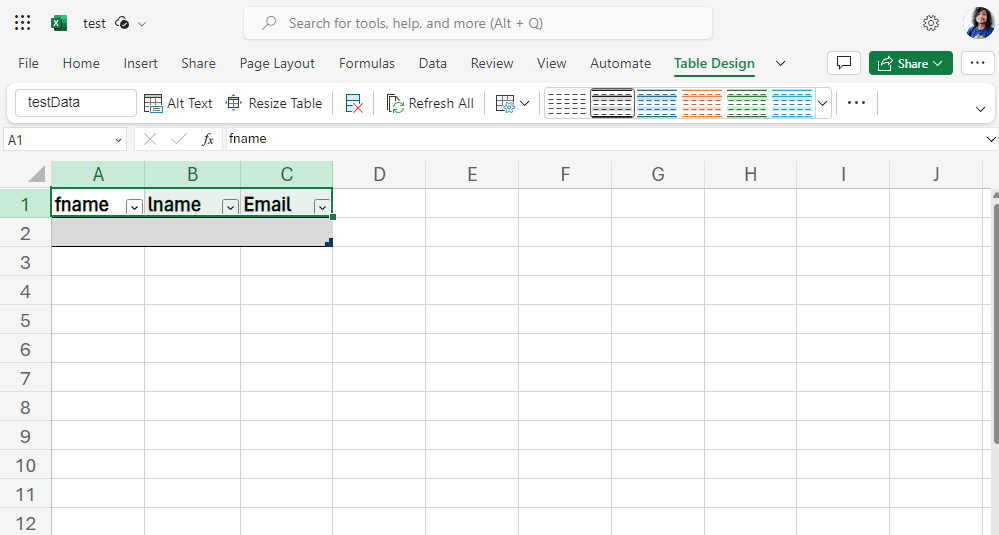 test
Search for tools, help, and more (Alt + Q)
File Home Insert Share Page Layout Formulas Data Review View Automate Table Design Share
testData Alt Text Resize Table Refresh All
A1 fx fname
A B C D E F G H I J
1 fname lname Email
2
3
4
5
6
7
8
9
10
11
12